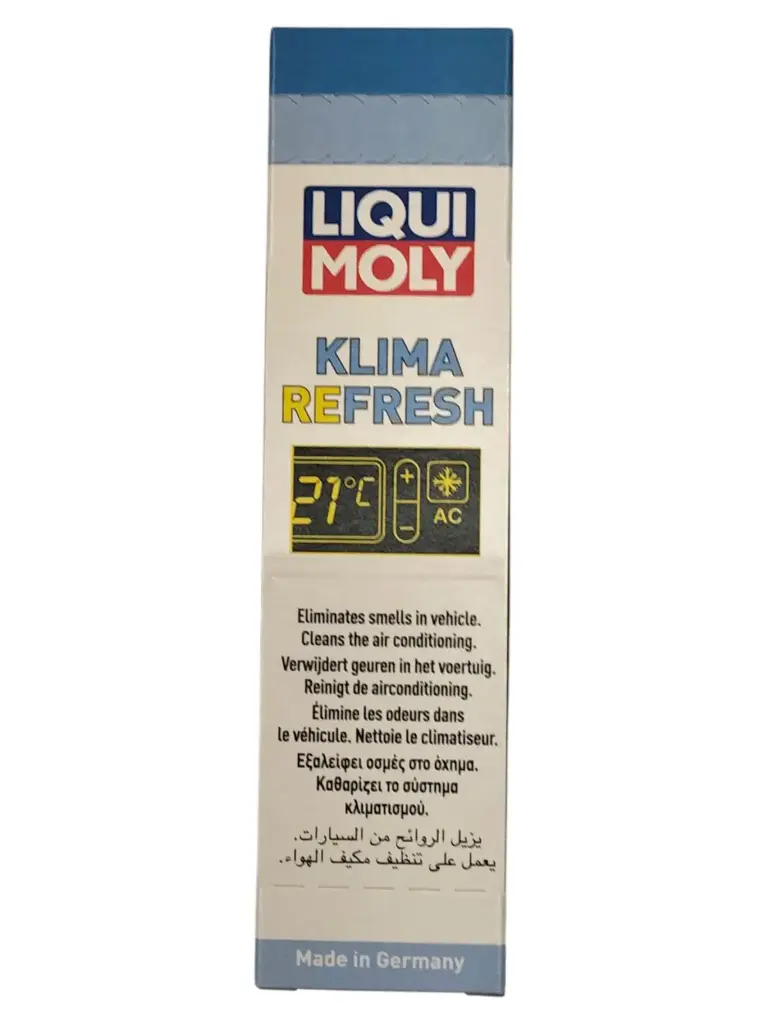 LIQUI
MOLY
KLIMA
REFRESH
21°C
+
−
AC
Eliminates smells in vehicle.
Cleans the air conditioning.
Verwijdert geuren in het voertuig.
Reinigt de airconditioning.
Élimine les odeurs dans
le véhicule. Nettoie le climatiseur.
Εξαλείφει οσμές στο όχημα.
Καθαρίζει το σύστημα
κλιματισμού.
يزيل الروائح من السيارات.
يعمل على تنظيف مكيف الهواء.
Made in Germany